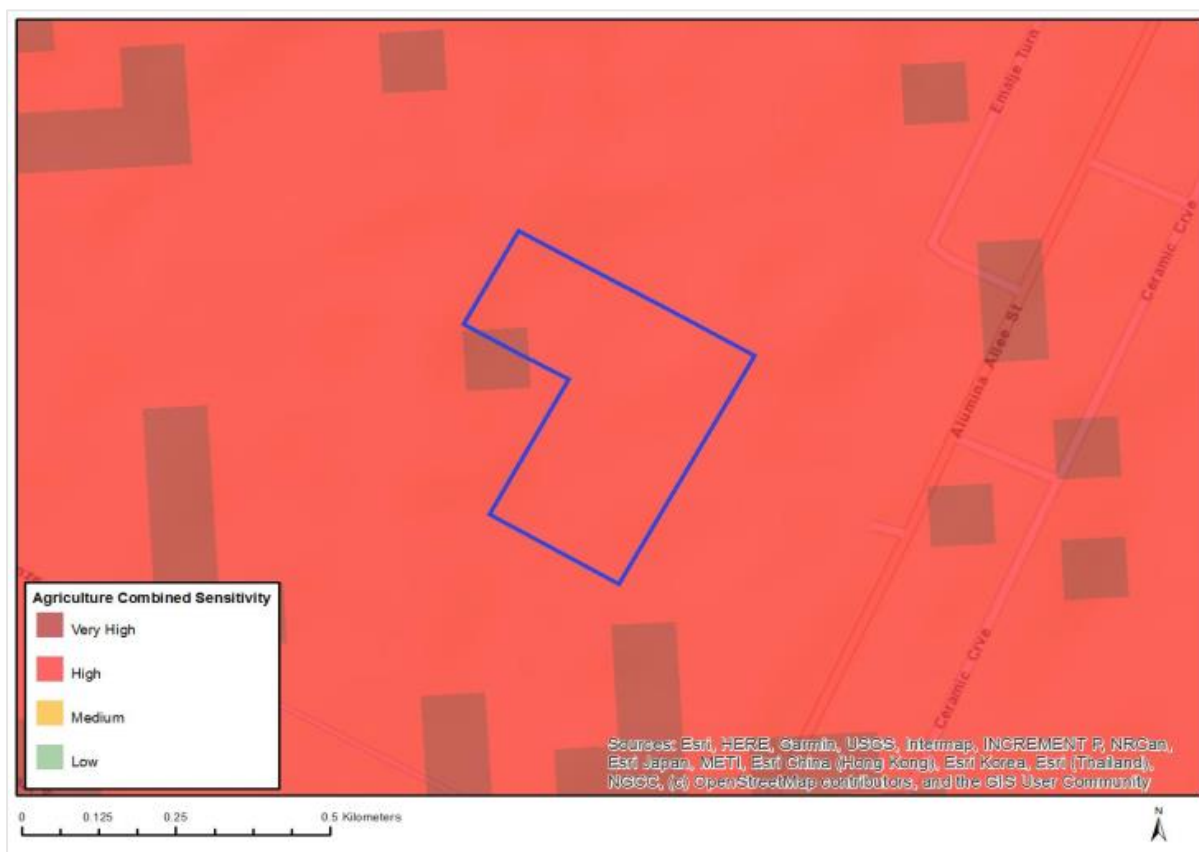 Emalje Turn
Ceramic Crve
Alumina Allee St
Ceramic Crve
Agriculture Combined Sensitivity
Very High
High
Medium
Low
Sources: Esri, HERE, Garmin, USGS, Intermap, INCREMENT P, NRCan,
Esri Japan, METI, Esri China (Hong Kong), Esri Korea, Esri (Thailand),
NGCC, (c) OpenStreetMap contributors, and the GIS User Community
0 0.125 0.25 0.5 Kilometers
N